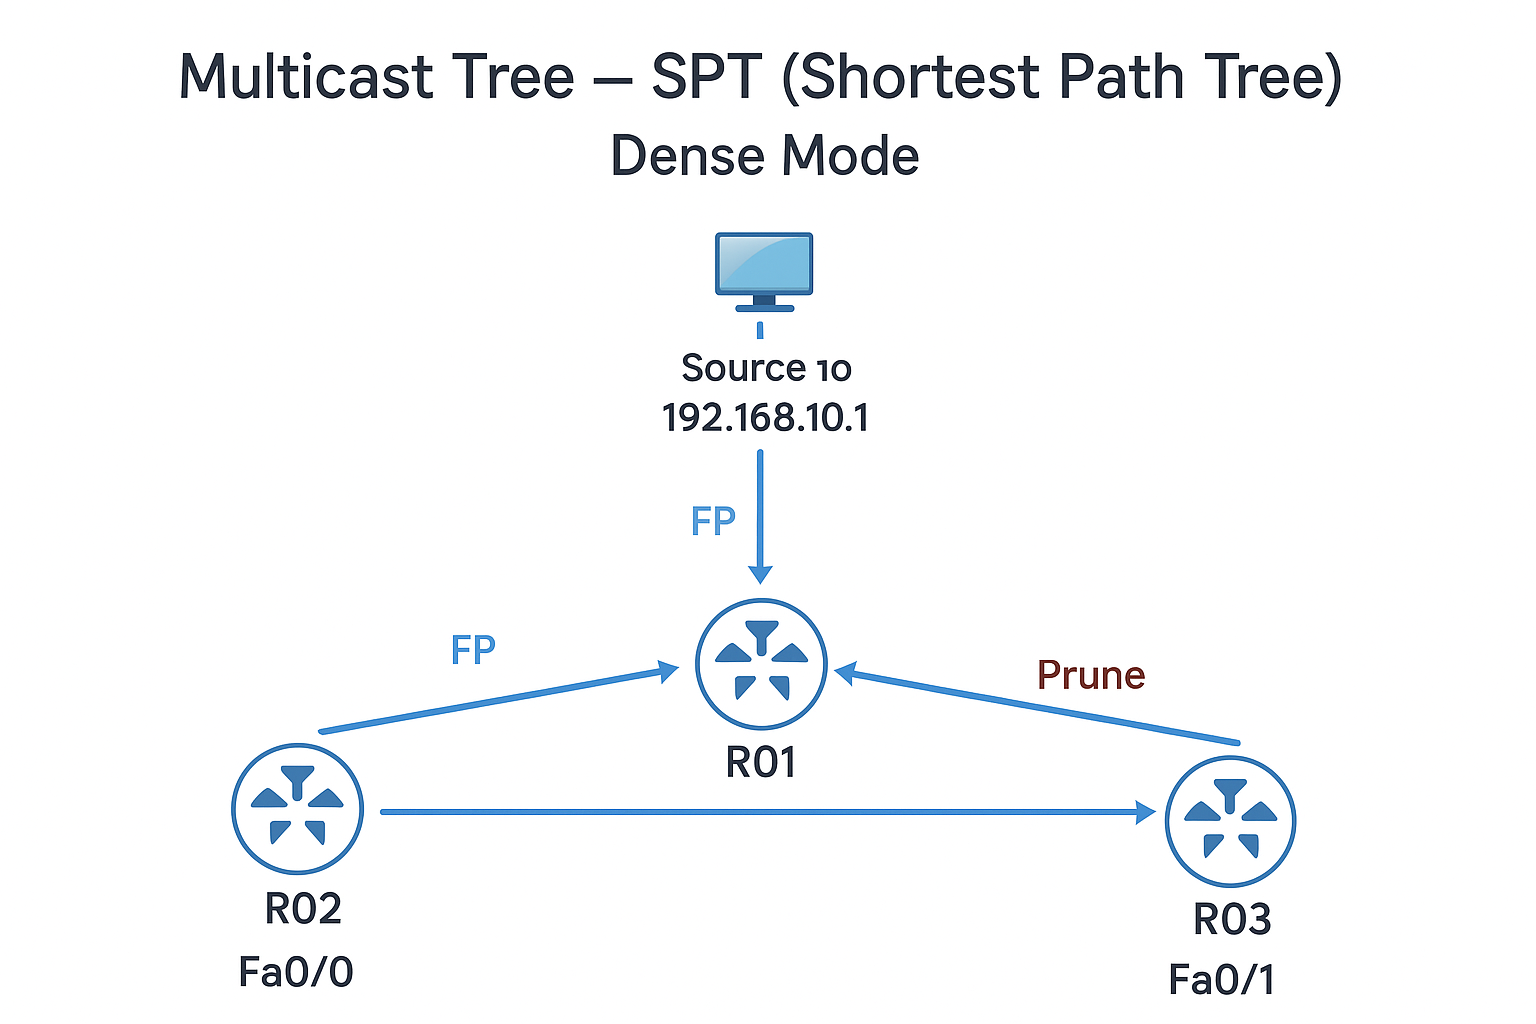 Multicast Tree – SPT (Shortest Path Tree)
Dense Mode
Source 10
192.168.10.1
FP
FP
Prune
R01
R02
Fa0/0
R03
Fa0/1